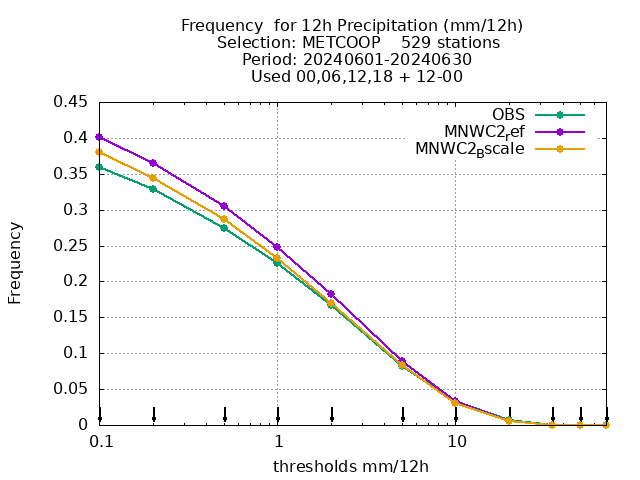 Frequency  for 12h Precipitation (mm/12h)
Selection: METCOOP    529 stations
Period: 20240601-20240630
Used 00,06,12,18 + 12-00
OBS
MNWC2ref
MNWC2Bscale
0.45
0.4
0.35
0.3
0.25
0.2
0.15
0.1
0.05
0
Frequency
0.1 1 10
thresholds mm/12h